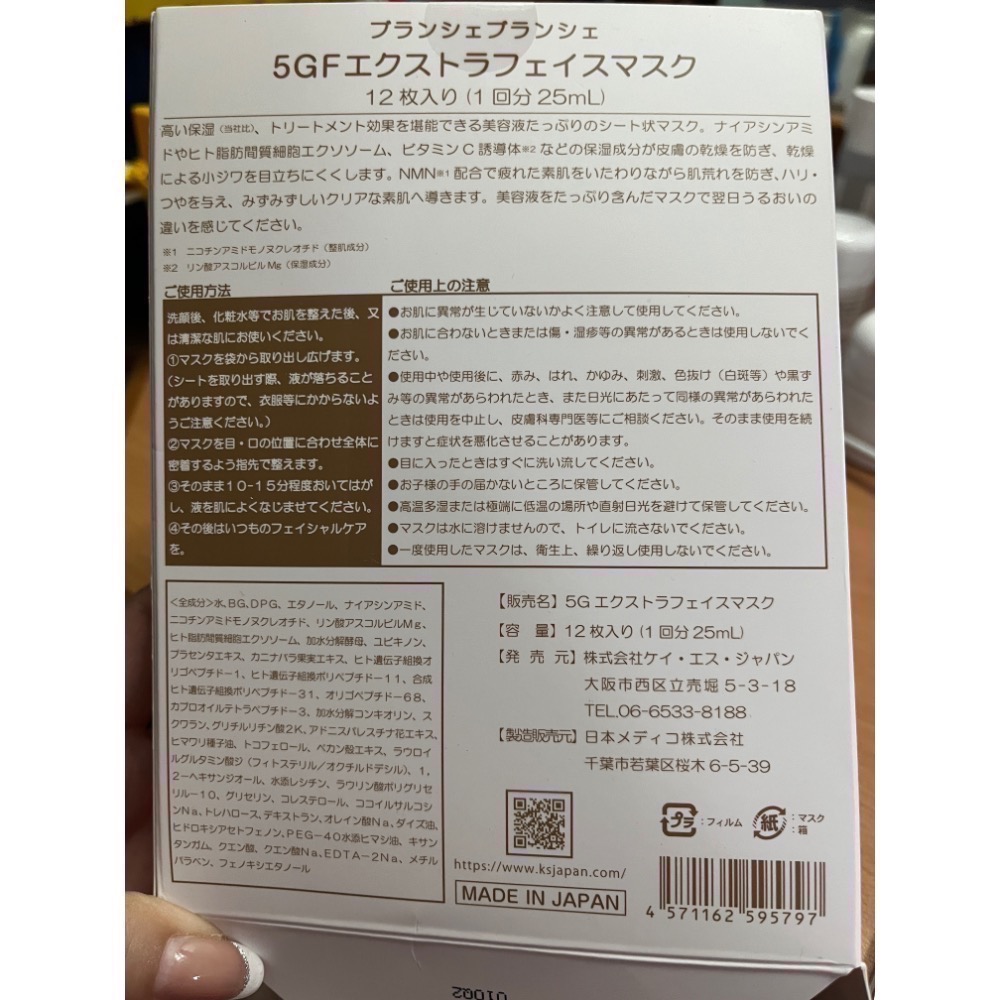 ブランシェブランシェ
5GFエクストラフェイスマスク
12枚入り(1回分25mL)
高い保湿(当社比)、トリートメント効果を堪能できる美容液たっぷりのシート状マスク。ナイアシンアミ
ドやヒト脂肪間質細胞エクソソーム、ビタミンC誘導体※2などの保湿成分が皮膚の乾燥を防ぎ、乾燥
による小ジワを目立ちにくくします。NMN※1配合で疲れた素肌をいたわりながら肌荒れを防ぎ、ハリ・
つやを与え、みずみずしいクリアな素肌へ導きます。美容液をたっぷり含んだマスクで翌日うるおいの
違いを感じてください。
※1 ニコチンアミドモノヌクレオチド(整肌成分)
※2 リン酸アスコルビルMg(保湿成分)
ご使用方法
洗顔後、化粧水等でお肌を整えた後、又
は清潔な肌にお使いください。
①マスクを袋から取り出し広げます。
(シートを取り出す際、液が落ちること
がありますので、衣服等にかからないよ
うご注意ください。)
②マスクを目・口の位置に合わせ全体に
密着するよう指先で整えます。
③そのまま10-15分程度おいてはが
し、液を肌によくなじませてください。
④その後はいつものフェイシャルケア
を。
ご使用上の注意
●お肌に異常が生じていないかよく注意して使用してください。
●お肌に合わないときまたは傷・湿疹等の異常があるときは使用しないでく
ださい。
●使用中や使用後に、赤み、はれ、かゆみ、刺激、色抜け(白斑等)や黒ず
み等の異常があらわれたとき、また日光にあたって同様の異常があらわれた
ときは使用を中止し、皮膚科専門医等にご相談ください。そのまま使用を続
けますと症状を悪化させることがあります。
●目に入ったときはすぐに洗い流してください。
●お子様の手の届かないところに保管してください。
●高温多湿または極端に低温の場所や直射日光を避けて保管してください。
●マスクは水に溶けませんので、トイレに流さないでください。
●一度使用したマスクは、衛生上、繰り返し使用しないでください。
<全成分>水、BG、DPG、エタノール、ナイアシンアミド、
ニコチンアミドモノヌクレオチド、リン酸アスコルビルMg、
ヒト脂肪間質細胞エクソソーム、加水分解酵母、ユビキノン、
プラセンタエキス、カニナバラ果実エキス、ヒト遺伝子組換オ
リゴペプチド-1、ヒト遺伝子組換ポリペプチド-11、合成
ヒト遺伝子組換ポリペプチド-31、オリゴペプチド-68、
カプロオイルテトラペプチド-3、加水分解コンキオリン、ス
クワラン、グリチルリチン酸2K、アドニスパレスチナ花エキス、
ヒマワリ種子油、トコフェロール、ペカン殻エキス、ラウロイ
ルグルタミン酸ジ(フィトステリル/オクチルドデシル)、1,
2-ヘキサンジオール、水添レシチン、ラウリン酸ポリグリセ
リル-10、グリセリン、コレステロール、ココイルサルコシ
ンNa、トレハロース、デキストラン、オレイン酸Na、ダイズ油、
ヒドロキシアセトフェノン、PEG-40水添ヒマシ油、キサン
タンガム、クエン酸、クエン酸Na、EDTA-2Na、メチル
パラベン、フェノキシエタノール
【販売名】5Gエクストラフェイスマスク
【容 量】12枚入り(1回分25mL)
【発 売 元】株式会社ケイ・エス・ジャパン
大阪市西区立売堀5-3-18
TEL.06-6533-8188
【製造販売元】日本メディコ株式会社
千葉市若葉区桜木6-5-39
プラ :フィルム 紙 :マスク
:箱
https://www.ksjapan.com/
MADE IN JAPAN
4 571162 595797
01002